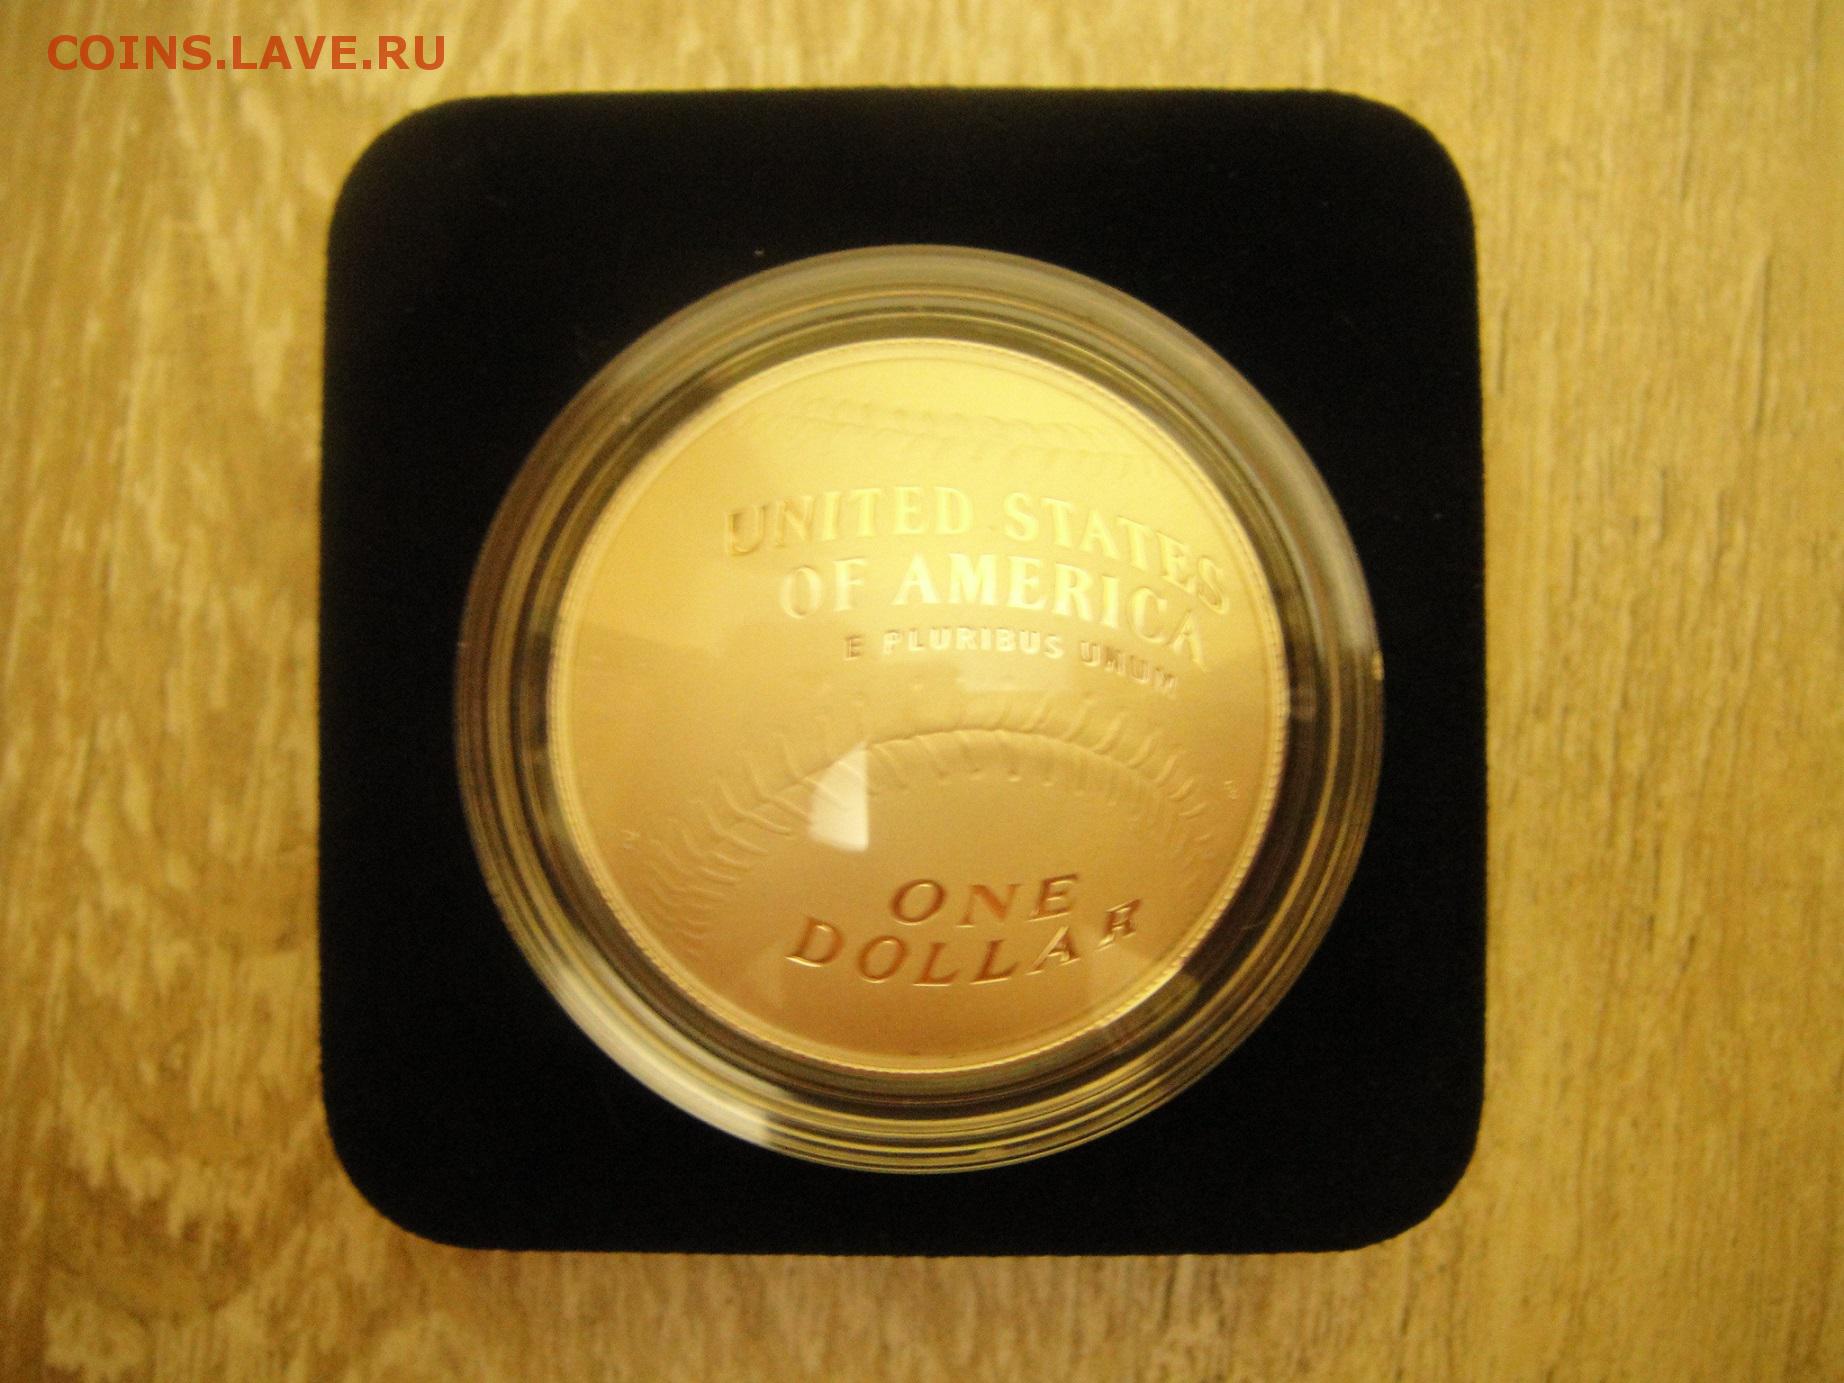 COINS.LAVE.RU
UNITED STATES
OF AMERICA
E PLURIBUS UNUM
ONE
DOLLAR